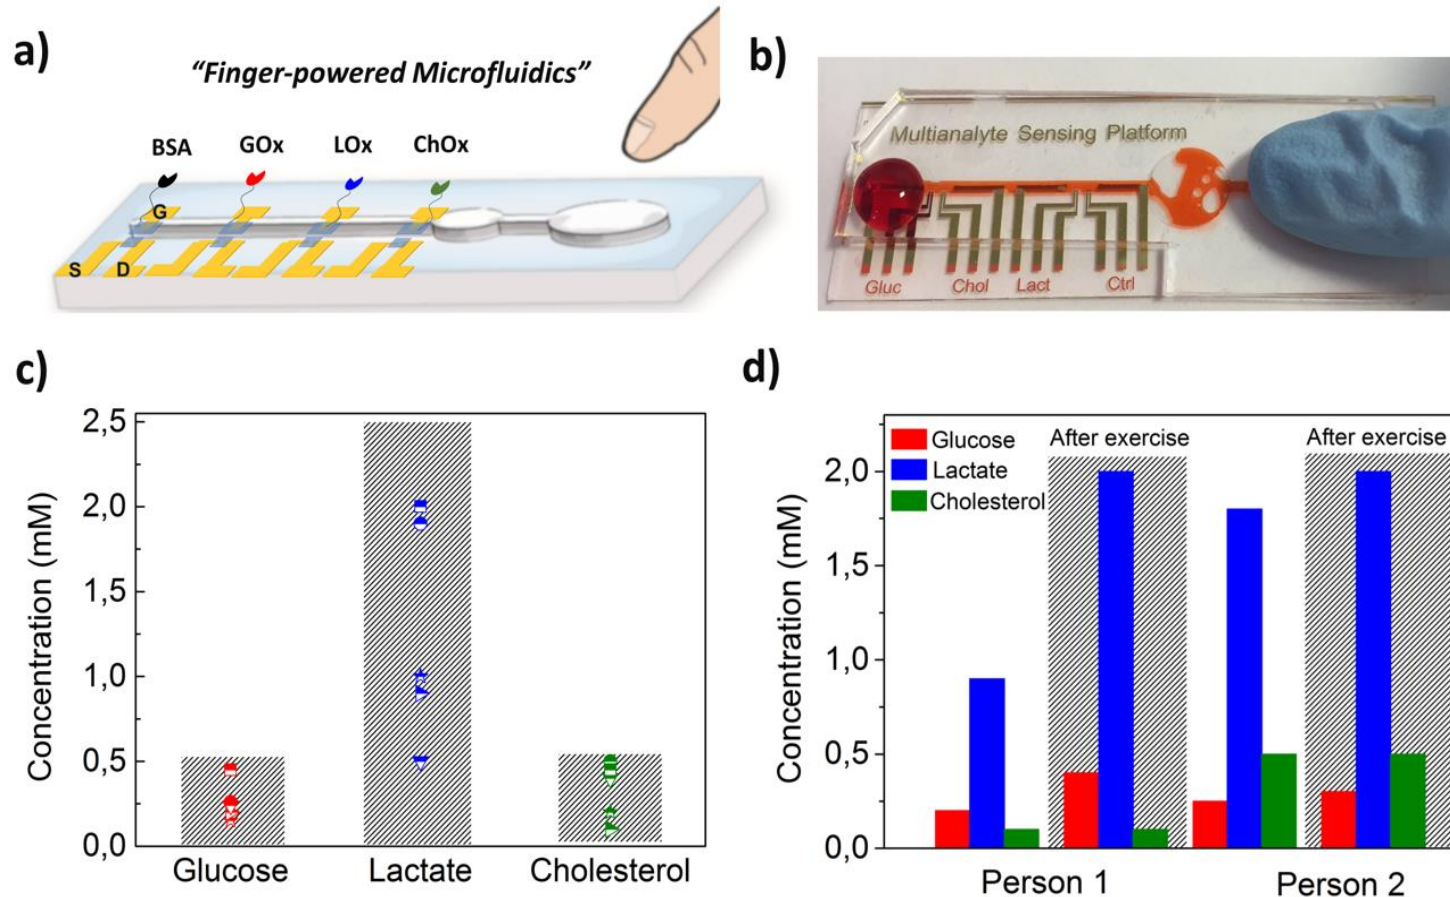 a)
“Finger-powered Microfluidics”
BSA GOx LOx ChOx
G
S D
b)
Multianalyte Sensing Platform
Gluc Chol Lact Ctrl
c)
Concentration (mM)
2,5
2,0
1,5
1,0
0,5
0,0
Glucose Lactate Cholesterol
d)
Concentration (mM)
2,0
1,5
1,0
0,5
0,0
Glucose
Lactate
Cholesterol
After exercise After exercise
Person 1 Person 2